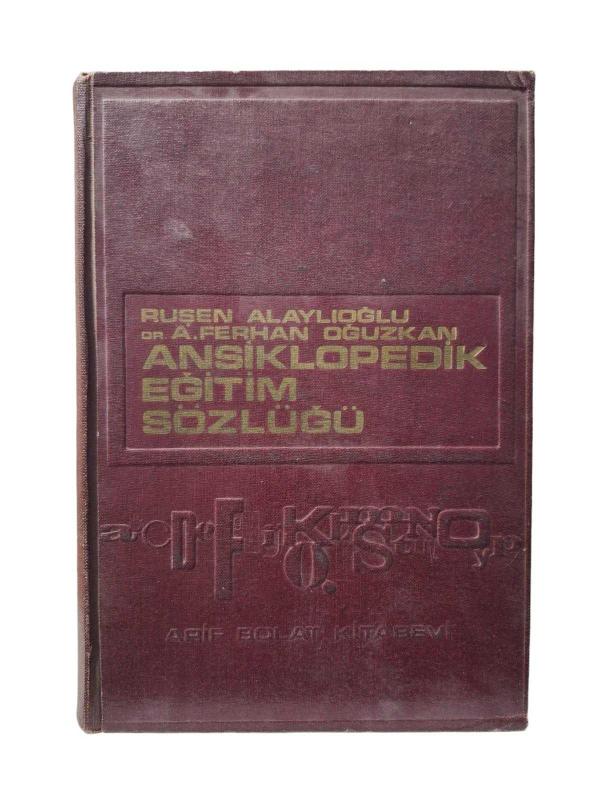 RUŞEN ALAYLIOĞLU
DR. A.FERHAN OĞUZKAN
ANSİKLOPEDİK
EĞİTİM
SÖZLÜĞÜ
ARİF BOLAT KİTABEVİ